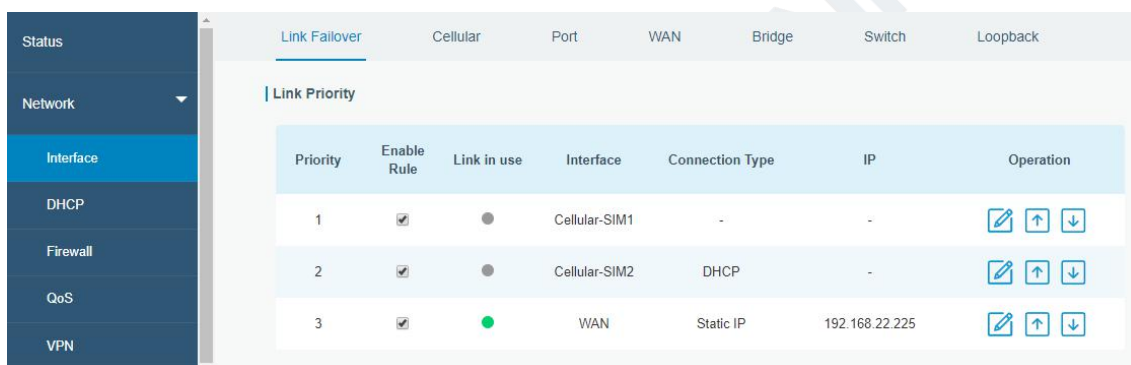 Status
Network
Interface
DHCP
Firewall
QoS
VPN
Link Failover Cellular Port WAN Bridge Switch Loopback
Link Priority
Priority Enable Rule Link in use Interface Connection Type IP Operation
1 Cellular-SIM1 - -
2 Cellular-SIM2 DHCP -
3 WAN Static IP 192.168.22.225